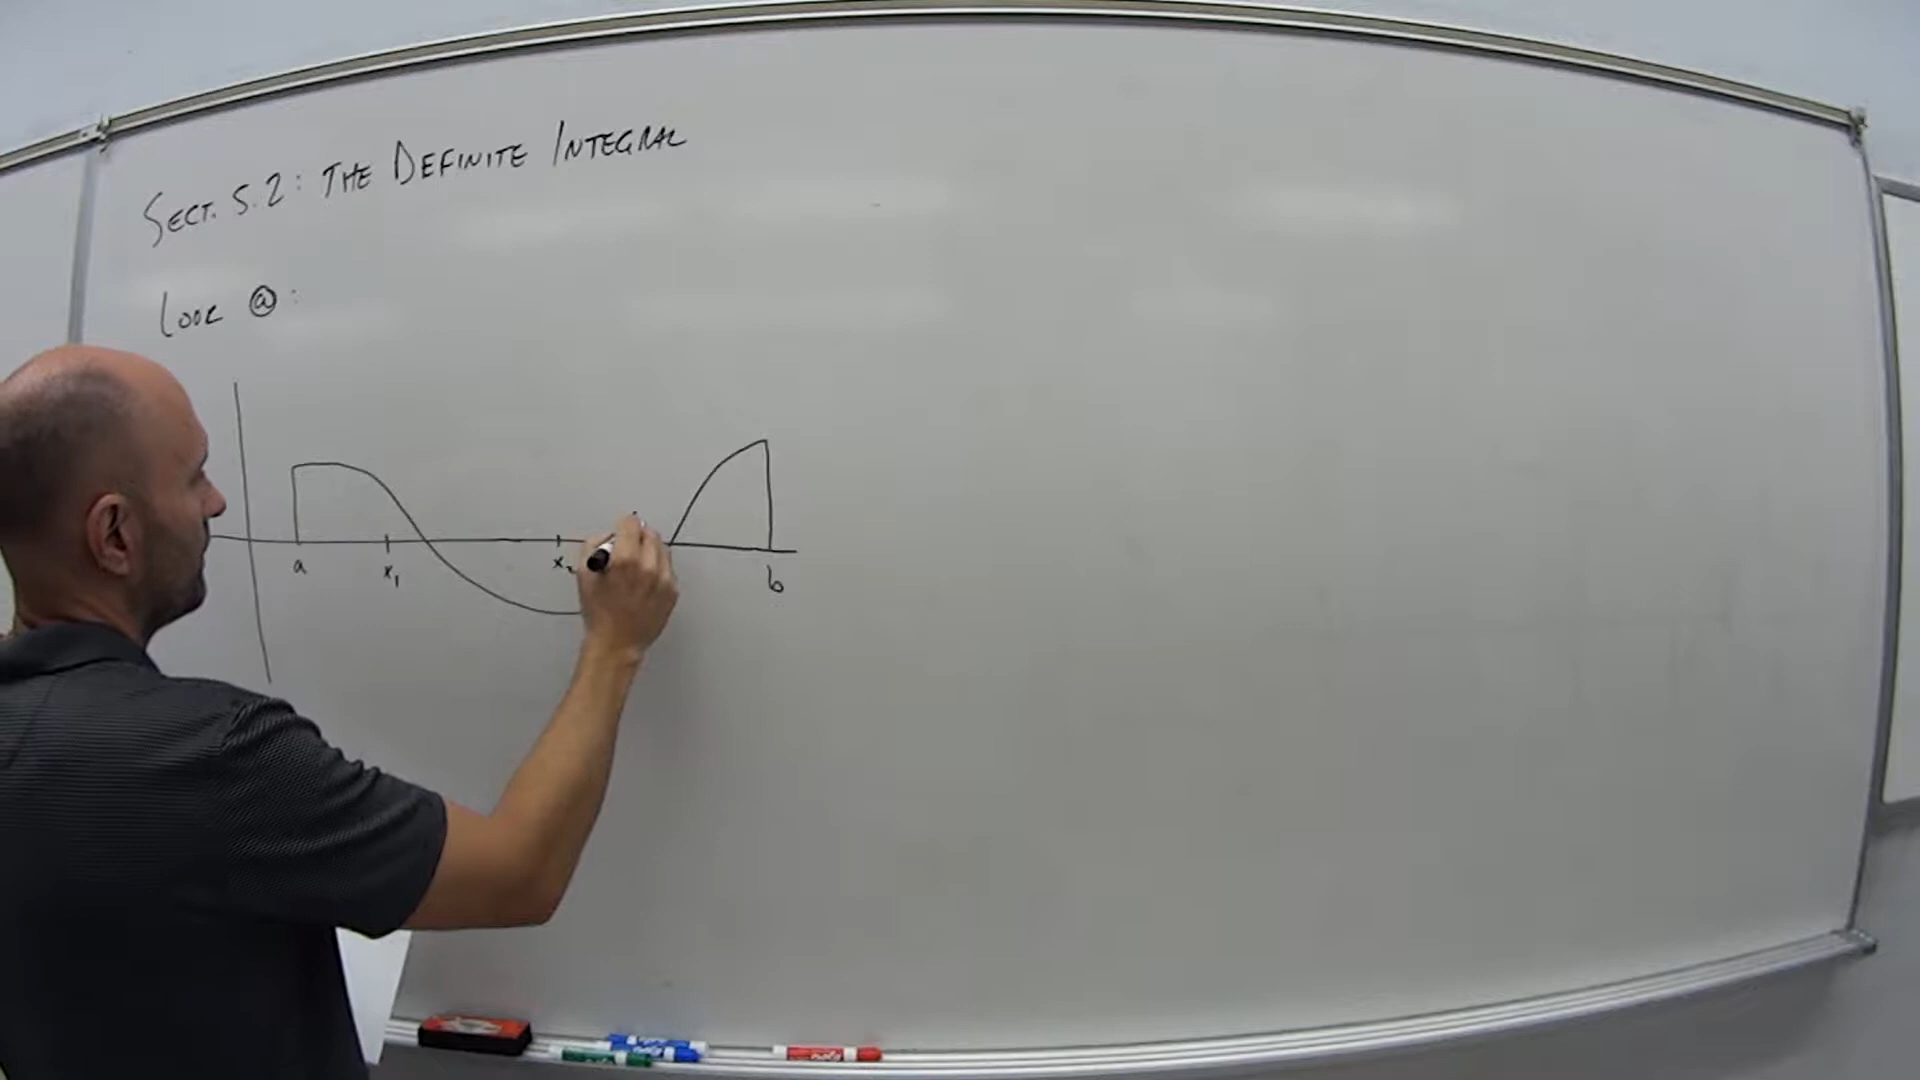 SECT. 5.2: THE DEFINITE INTEGRAL
LOOK @:
a x₁ x₂ b